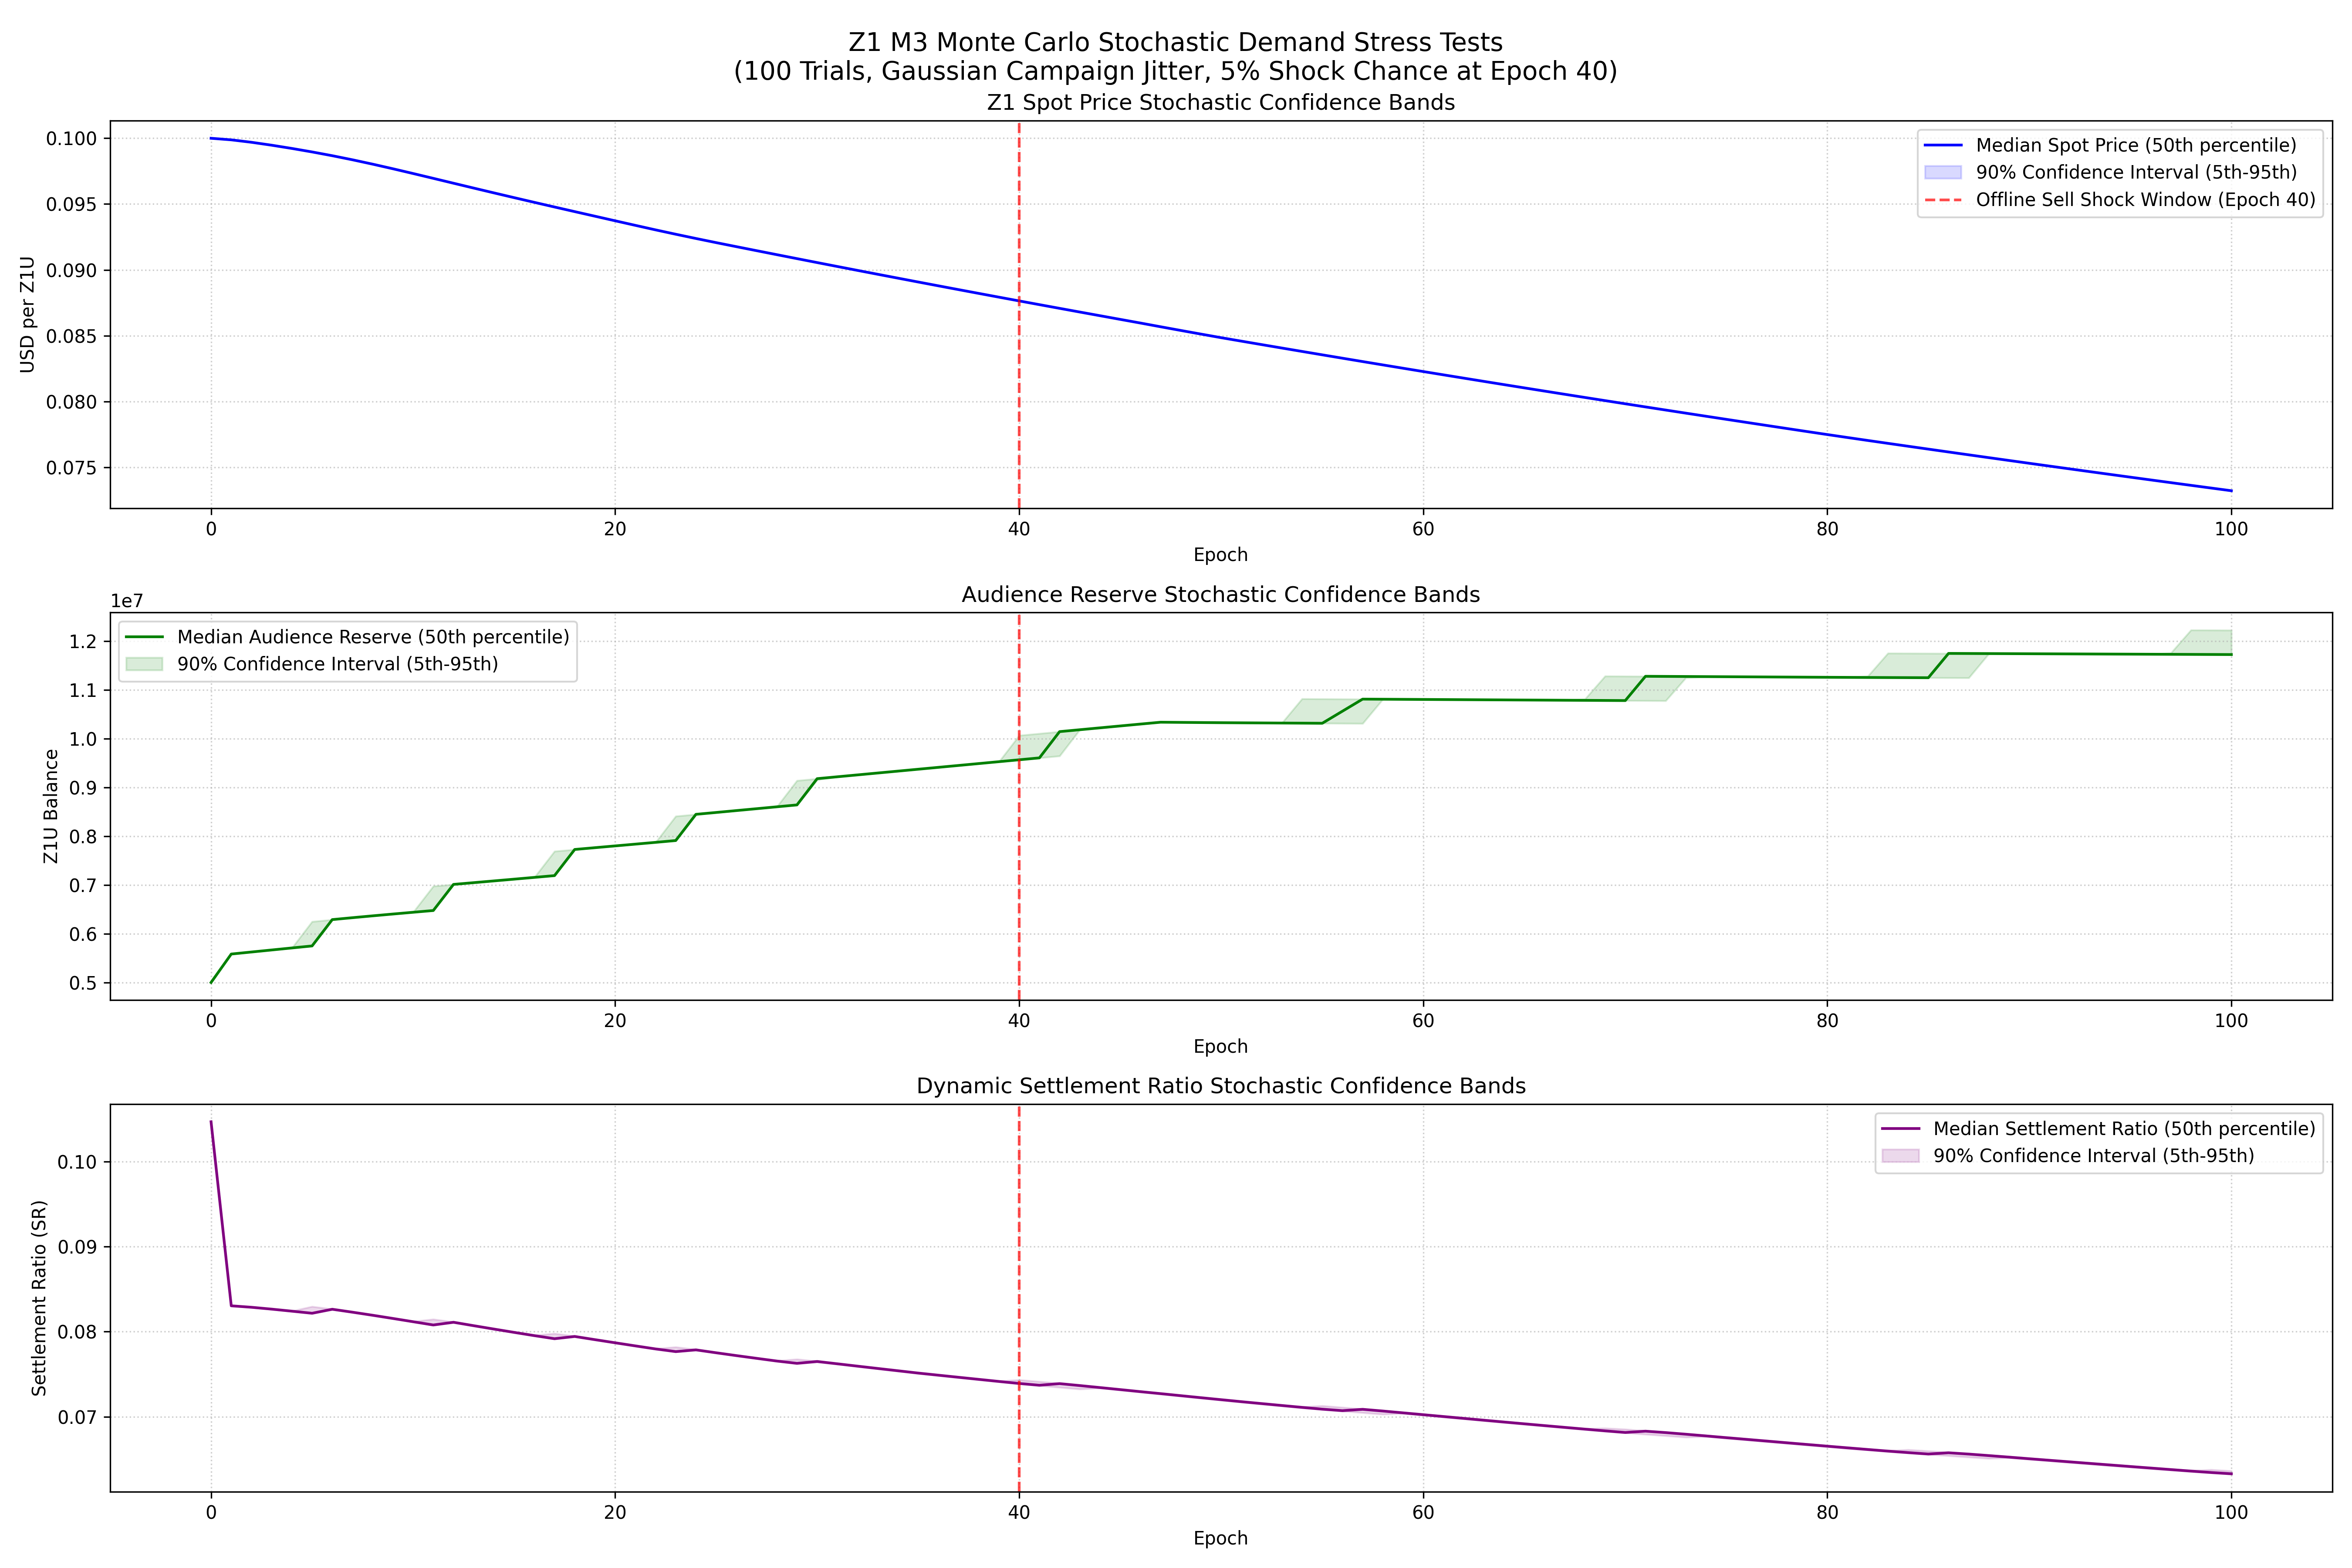 Z1 M3 Monte Carlo Stochastic Demand Stress Tests
(100 Trials, Gaussian Campaign Jitter, 5% Shock Chance at Epoch 40)
Z1 Spot Price Stochastic Confidence Bands
Median Spot Price (50th percentile)
90% Confidence Interval (5th-95th)
Offline Sell Shock Window (Epoch 40)
USD per Z1U
0.100
0.095
0.090
0.085
0.080
0.075
0 20 40 60 80 100
Epoch
Audience Reserve Stochastic Confidence Bands
1e7
Median Audience Reserve (50th percentile)
90% Confidence Interval (5th-95th)
Z1U Balance
1.2
1.1
1.0
0.9
0.8
0.7
0.6
0.5
0 20 40 60 80 100
Epoch
Dynamic Settlement Ratio Stochastic Confidence Bands
Median Settlement Ratio (50th percentile)
90% Confidence Interval (5th-95th)
Settlement Ratio (SR)
0.10
0.09
0.08
0.07
0 20 40 60 80 100
Epoch